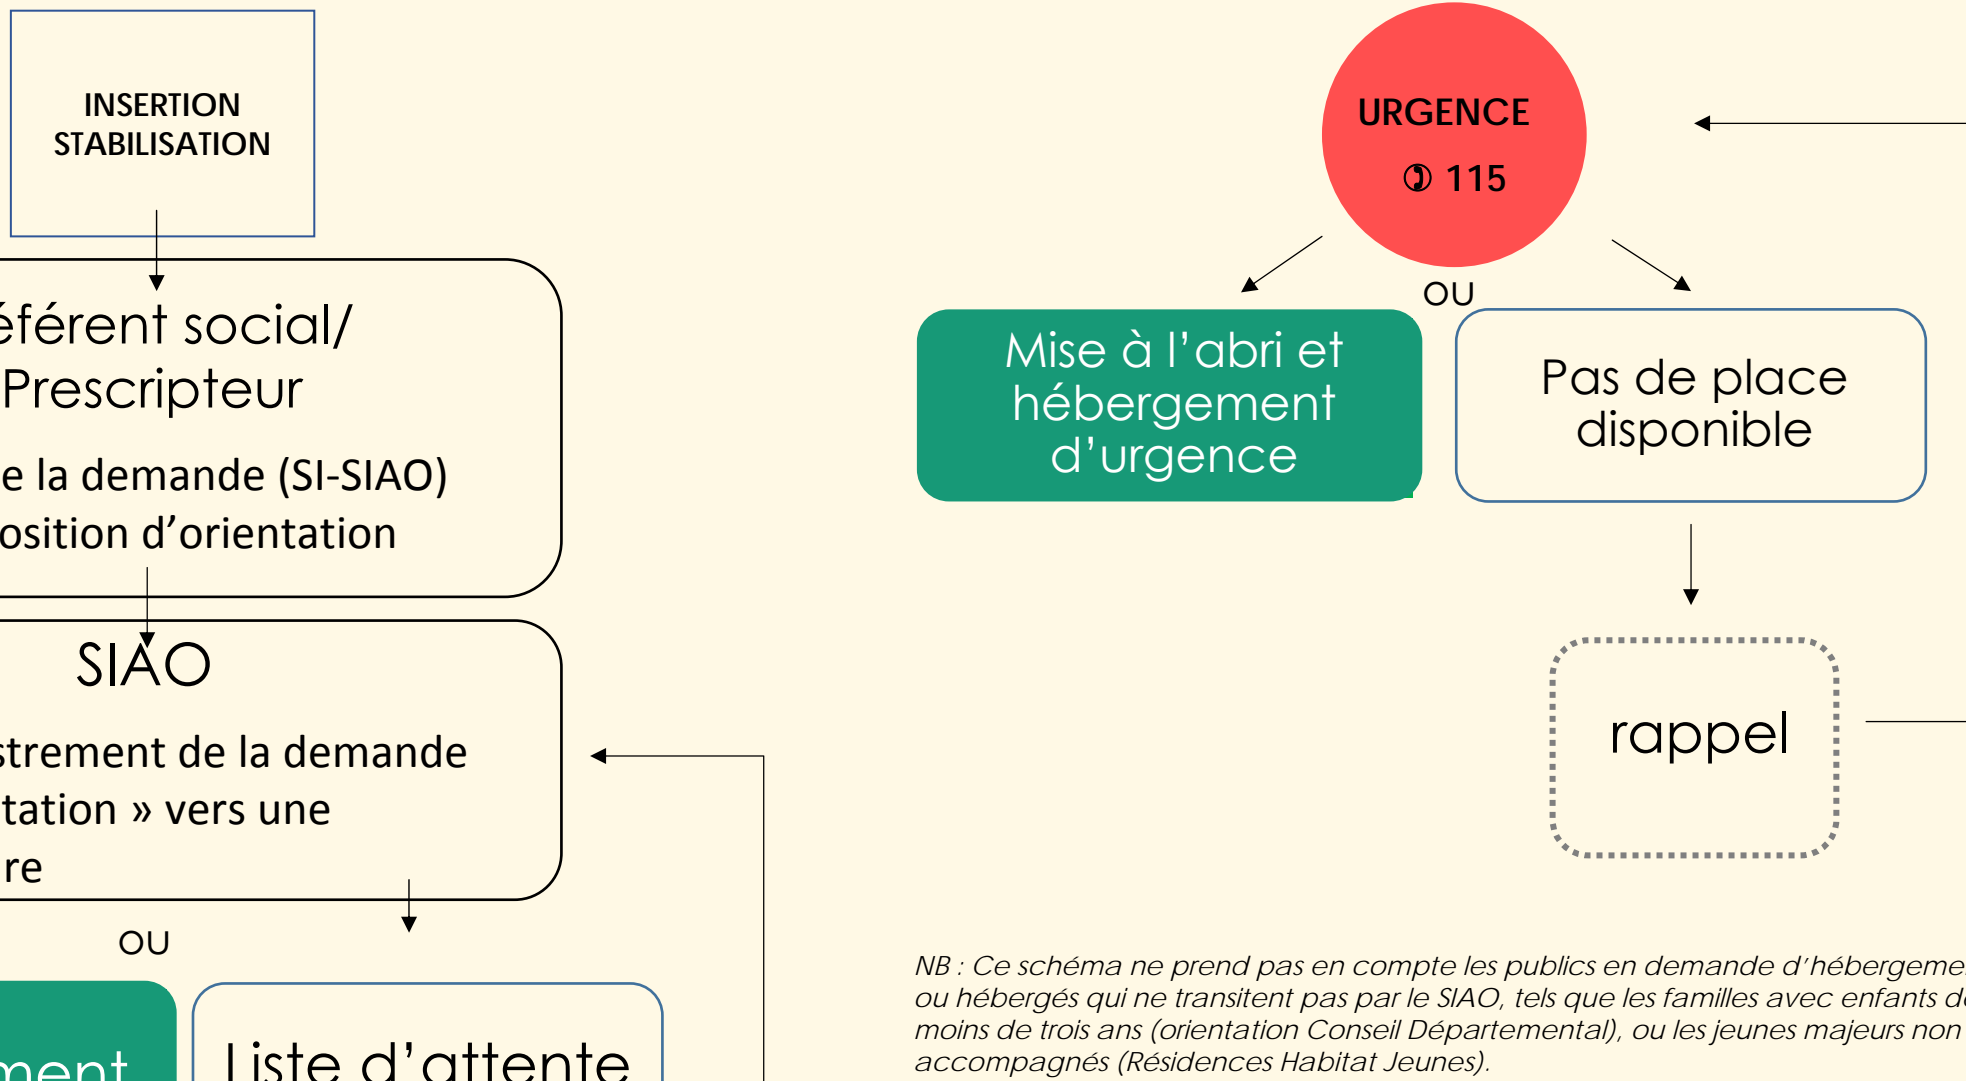 INSERTION
STABILISATION
éférent social/
Prescripteur
e la demande (SI-SIAO)
osition d'orientation
SIAO
strement de la demande
tation » vers une
re
OU
ment
Liste d'attente
URGENCE
✆ 115
OU
Mise à l'abri et
hébergement
d'urgence
Pas de place
disponible
rappel
NB : Ce schéma ne prend pas en compte les publics en demande d'hébergeme
ou hébergés qui ne transitent pas par le SIAO, tels que les familles avec enfants d
moins de trois ans (orientation Conseil Départemental), ou les jeunes majeurs non
accompagnés (Résidences Habitat Jeunes).